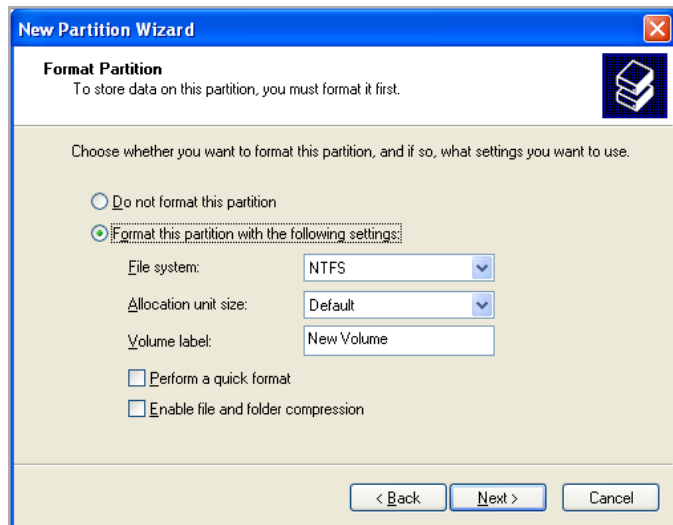 New Partition Wizard
Format Partition
To store data on this partition, you must format it first.
Choose whether you want to format this partition, and if so, what settings you want to use.
Do not format this partition
Format this partition with the following settings:
File system: NTFS
Allocation unit size: Default
Volume label: New Volume
Perform a quick format
Enable file and folder compression
< Back Next > Cancel